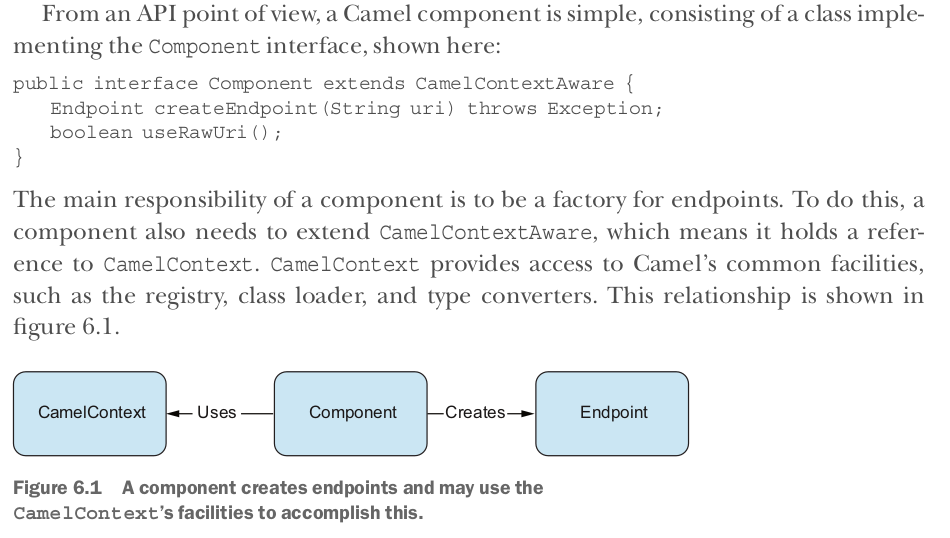 From an API point of view, a Camel component is simple, consisting of a class imple-
menting the Component interface, shown here:
public interface Component extends CamelContextAware {
Endpoint createEndpoint(String uri) throws Exception;
boolean useRawUri();
}
The main responsibility of a component is to be a factory for endpoints. To do this, a
component also needs to extend CamelContextAware, which means it holds a refer-
ence to CamelContext. CamelContext provides access to Camel’s common facilities,
such as the registry, class loader, and type converters. This relationship is shown in
figure 6.1.
CamelContext
Uses
Component
Creates
Endpoint
Figure 6.1 A component creates endpoints and may use the
CamelContext’s facilities to accomplish this.